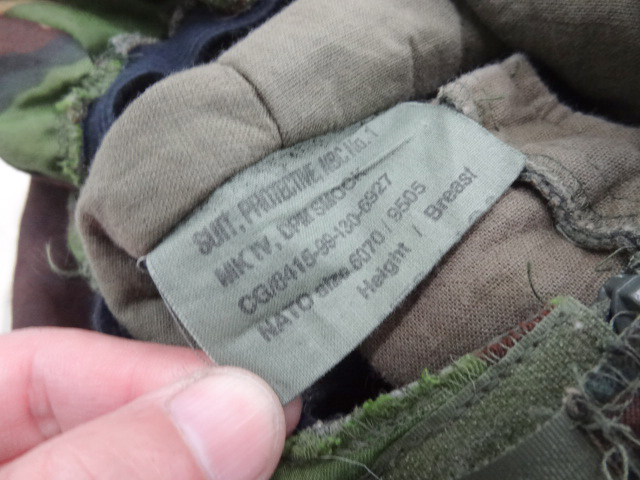 SUIT, PROTECTIVE NBC No. 1
MK IV, DPM SMOCK
CG/8415-99-130-6927
NATO size 6070 / 9505
Height / Breast